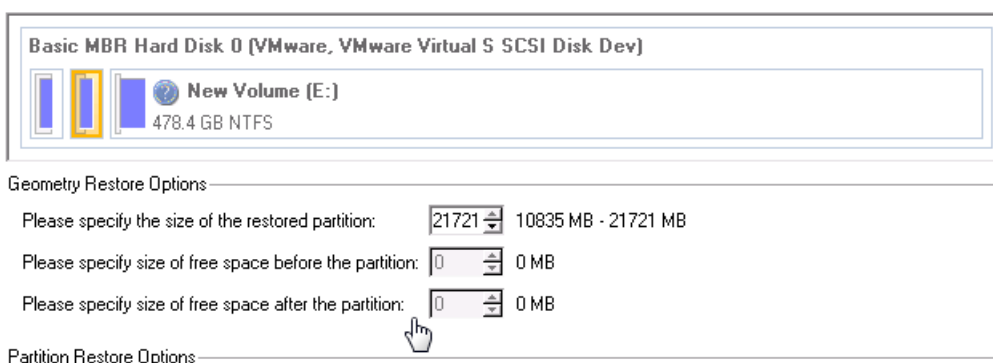 Basic MBR Hard Disk 0 (VMware, VMware Virtual S SCSI Disk Dev)
New Volume (E:)
478.4 GB NTFS
Geometry Restore Options
Please specify the size of the restored partition: 21721 10835 MB - 21721 MB
Please specify size of free space before the partition: 0 0 MB
Please specify size of free space after the partition: 0 0 MB
Partition Restore Options